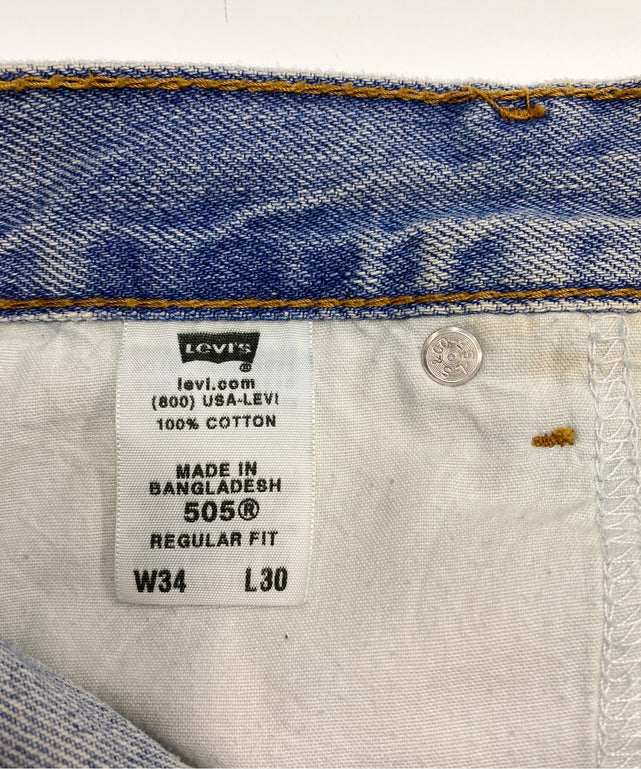 Levi's
®
levi.com
(800) USA-LEVI
100% COTTON
MADE IN
BANGLADESH
505®
REGULAR FIT
W34 L30